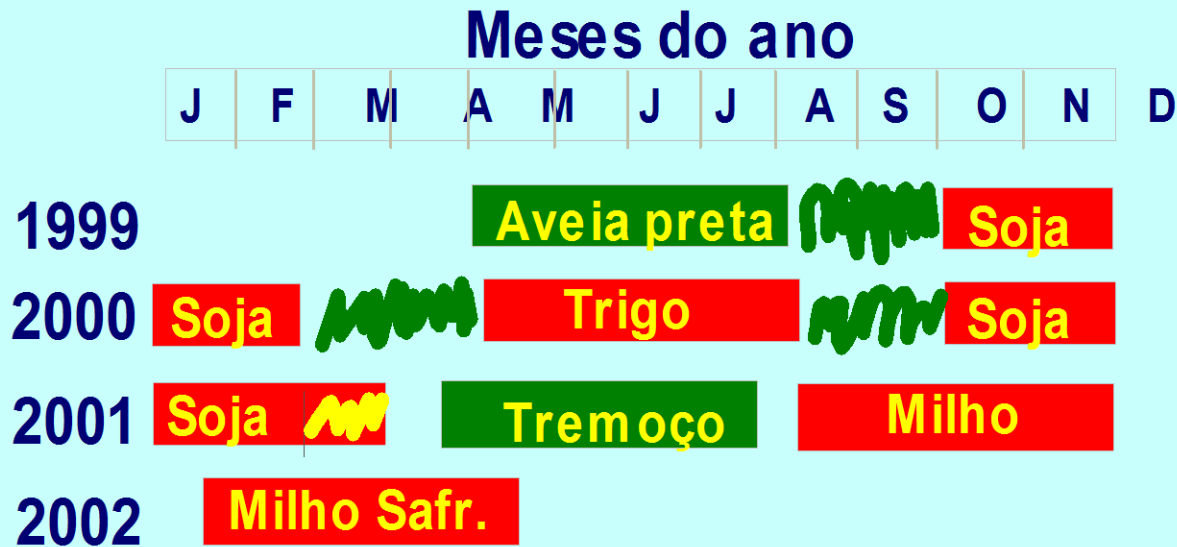 Meses do ano
J F M A M J J A S O N D
1999 Aveia preta Soja
2000 Soja Trigo Soja
2001 Soja Tremoço Milho
2002 Milho Safr.